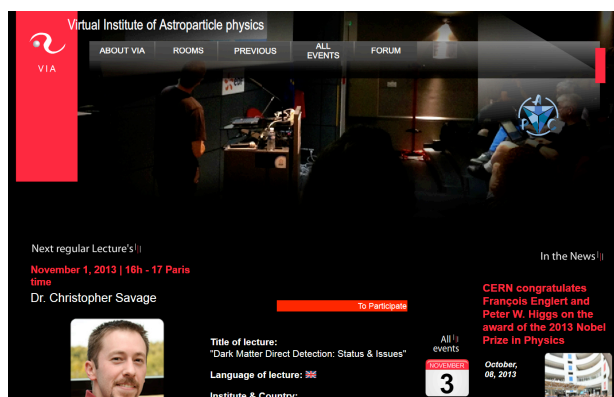 Virtual Institute of Astroparticle physics
VIA
ABOUT VIA
ROOMS
PREVIOUS
ALL
EVENTS
FORUM
Next regular Lecture's
November 1, 2013 | 16h - 17 Paris
time
Dr. Christopher Savage
To Participate
Title of lecture:
"Dark Matter Direct Detection: Status & Issues"
Language of lecture:
Institute & Country:
All
events
NOVEMBER
3
In the News
CERN congratulates
François Englert and
Peter W. Higgs on the
award of the 2013 Nobel
Prize in Physics
October,
08, 2013